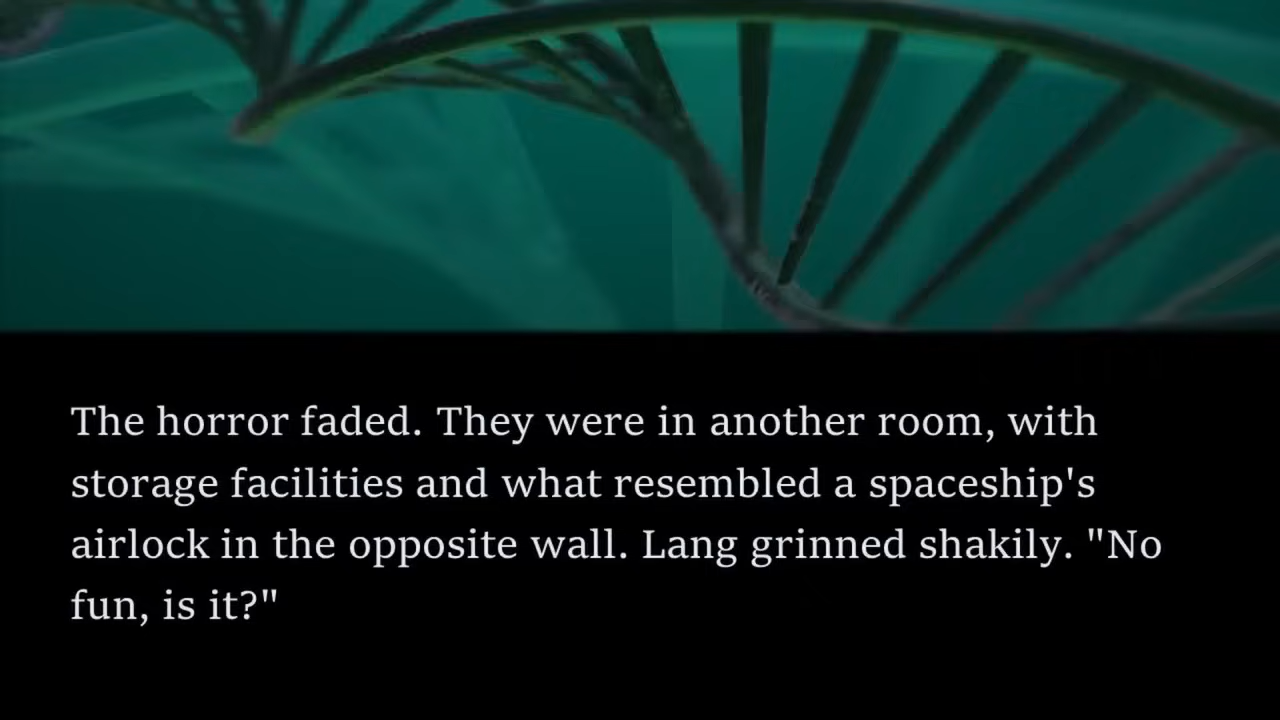 The horror faded. They were in another room, with
storage facilities and what resembled a spaceship's
airlock in the opposite wall. Lang grinned shakily. "No
fun, is it?"